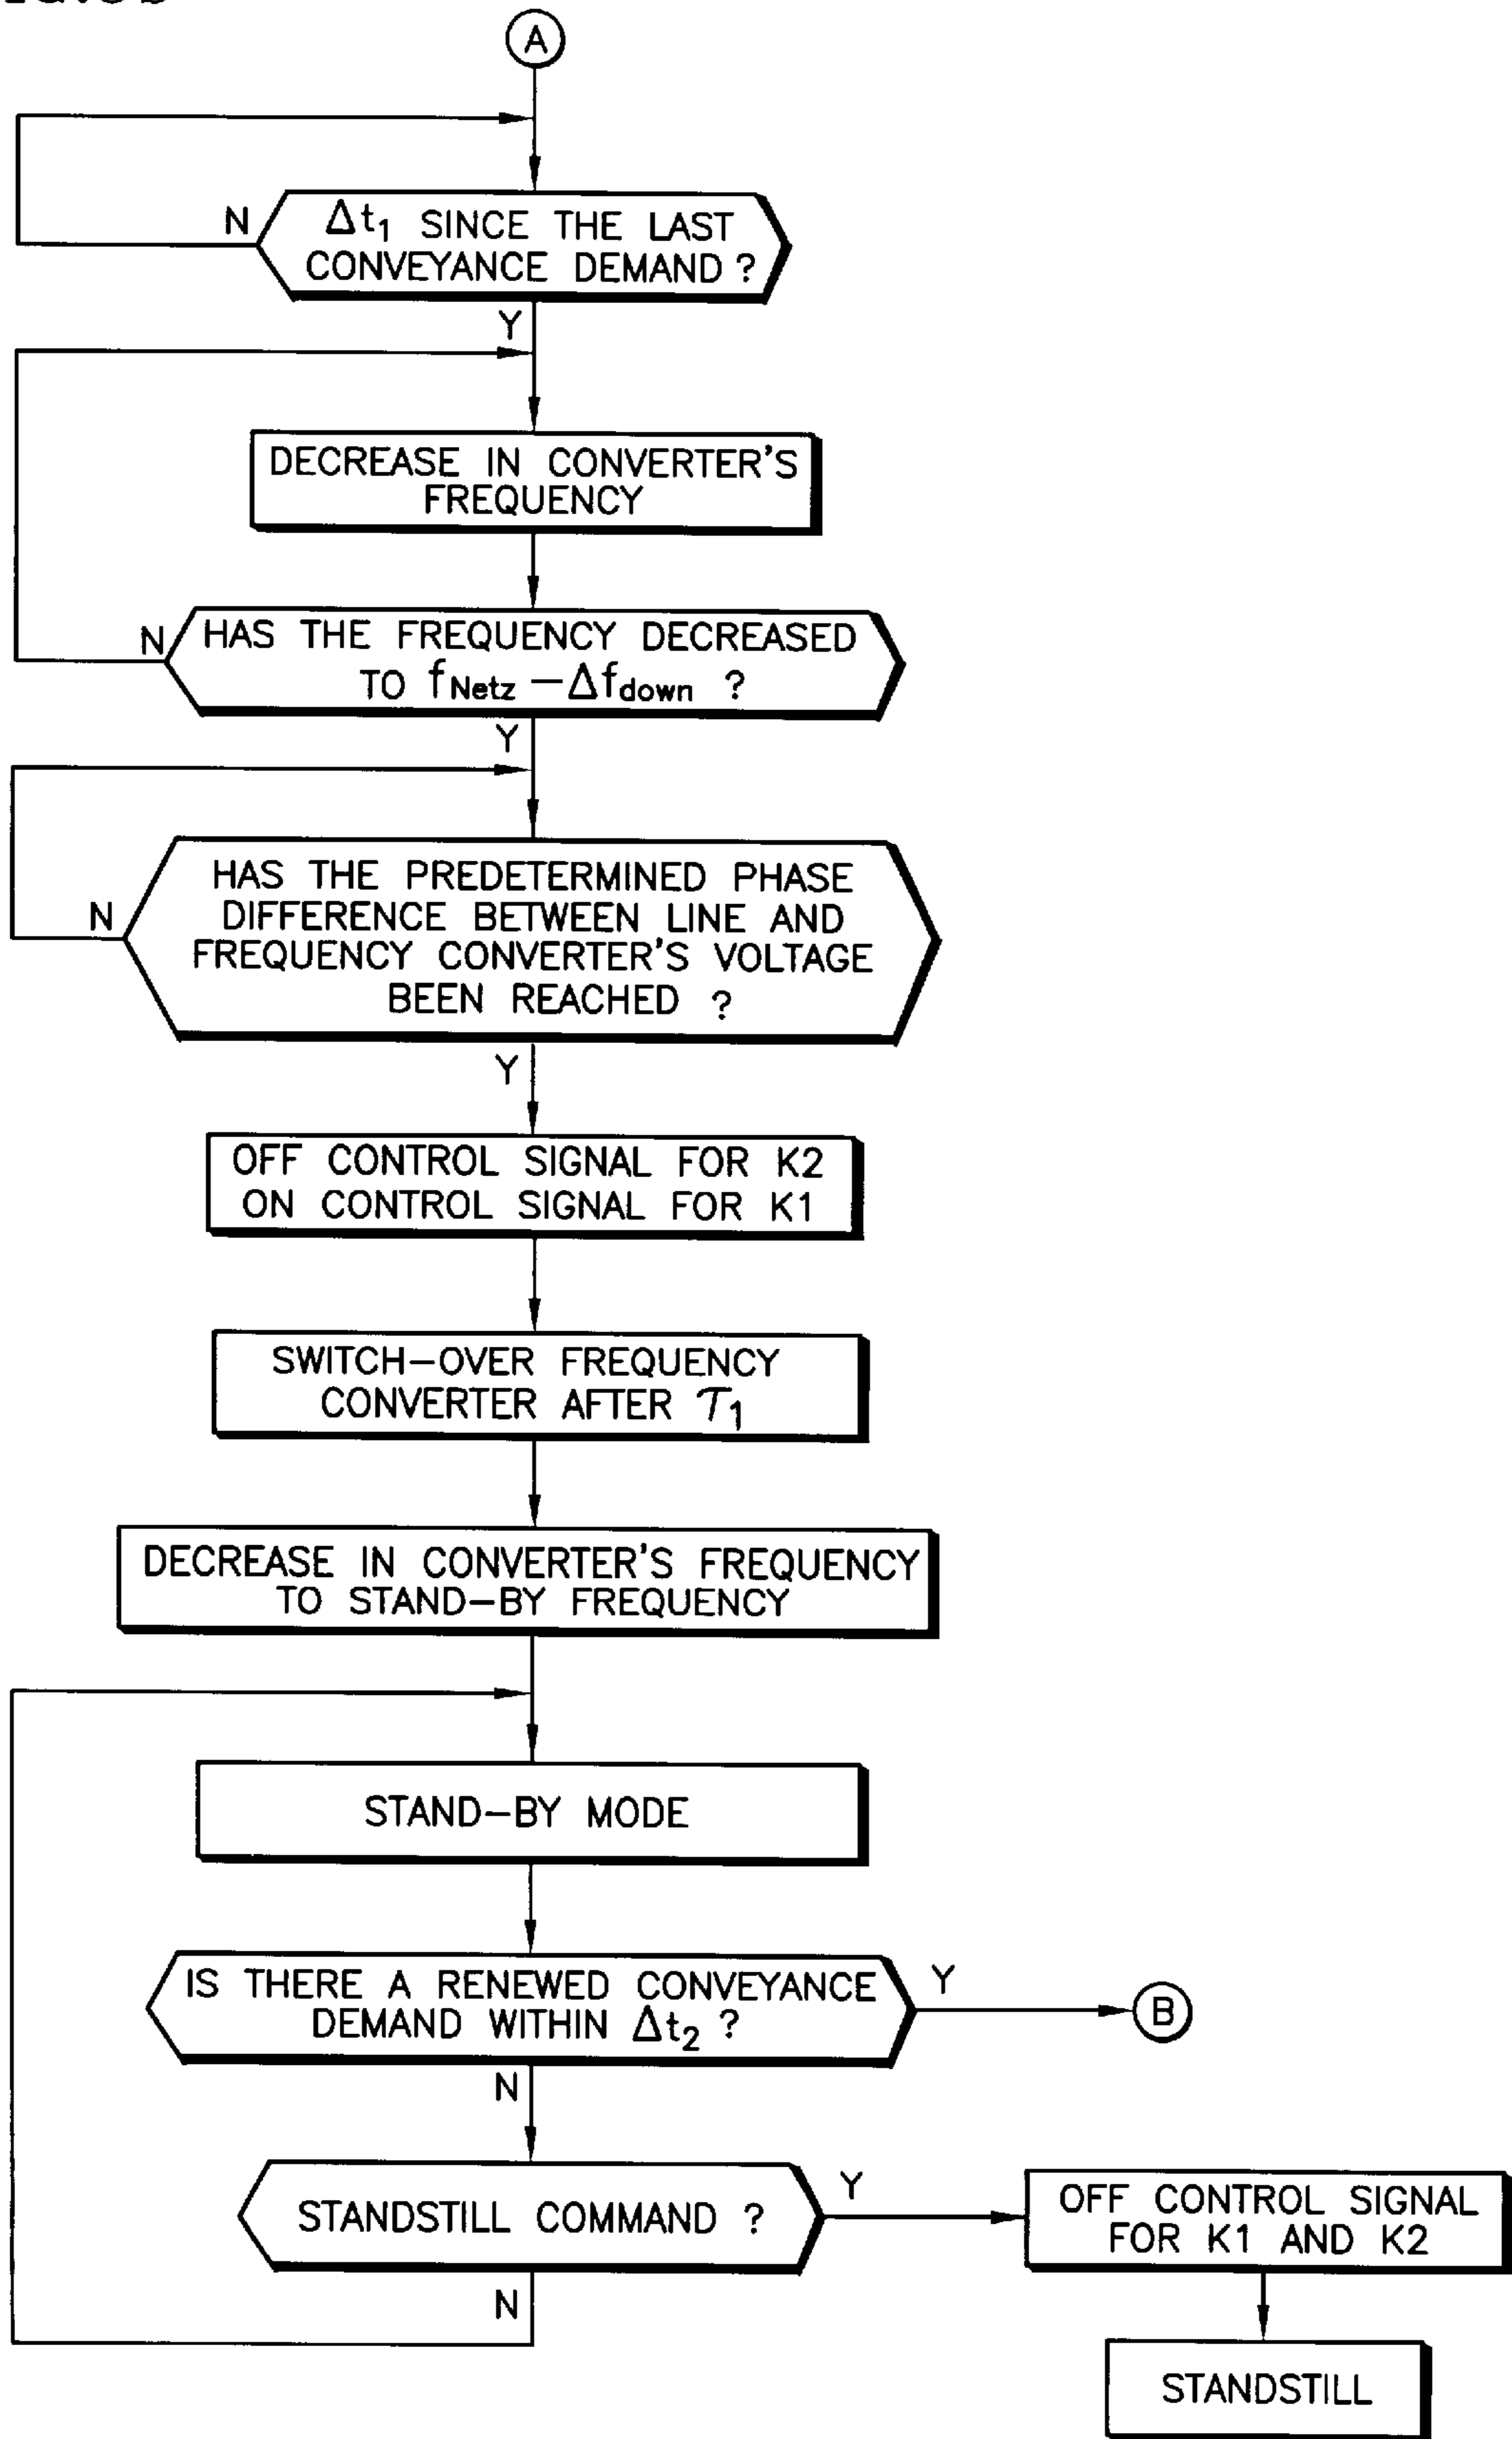 A
Δt₁ SINCE THE LAST
CONVEYANCE DEMAND ?
N
Y
DECREASE IN CONVERTER'S
FREQUENCY
HAS THE FREQUENCY DECREASED
TO fNetz – Δfdown ?
N
Y
HAS THE PREDETERMINED PHASE
DIFFERENCE BETWEEN LINE AND
FREQUENCY CONVERTER'S VOLTAGE
BEEN REACHED ?
N
Y
OFF CONTROL SIGNAL FOR K2
ON CONTROL SIGNAL FOR K1
SWITCH-OVER FREQUENCY
CONVERTER AFTER τ₁
DECREASE IN CONVERTER'S FREQUENCY
TO STAND-BY FREQUENCY
STAND-BY MODE
IS THERE A RENEWED CONVEYANCE
DEMAND WITHIN Δt₂ ?
Y
B
N
STANDSTILL COMMAND ?
Y
OFF CONTROL SIGNAL
FOR K1 AND K2
N
STANDSTILL